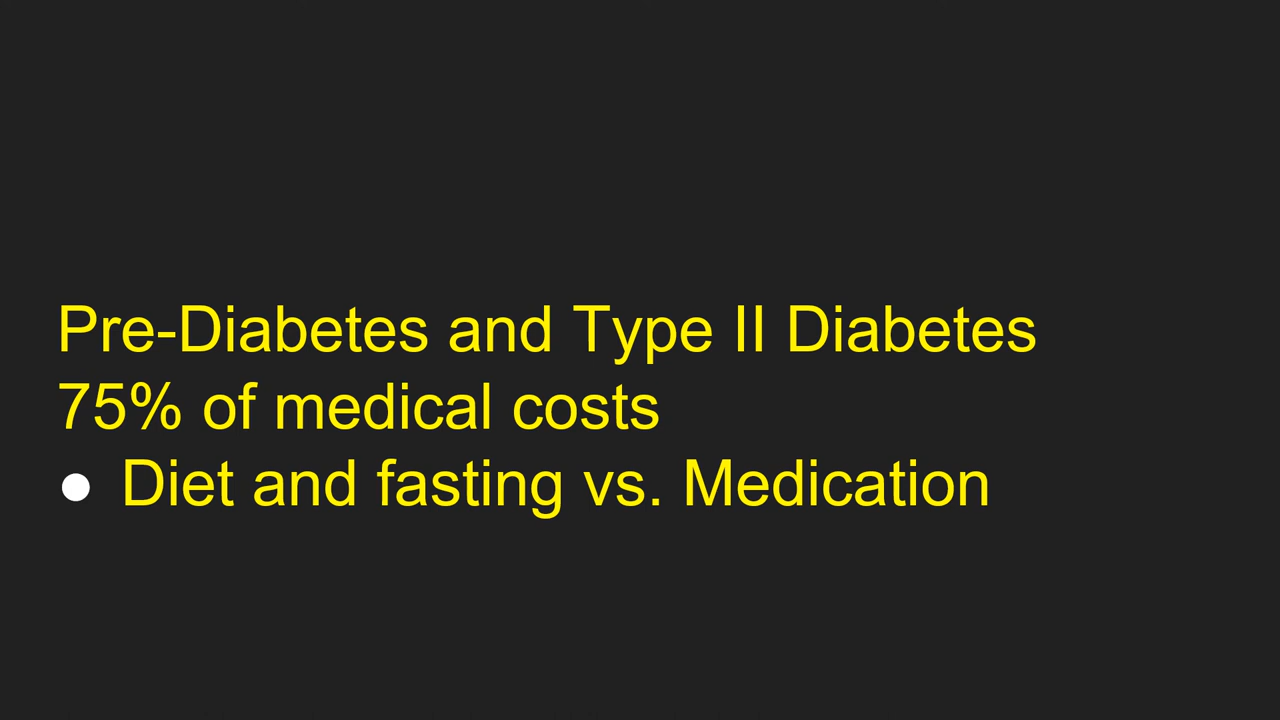 Pre-Diabetes and Type II Diabetes
75% of medical costs
● Diet and fasting vs. Medication